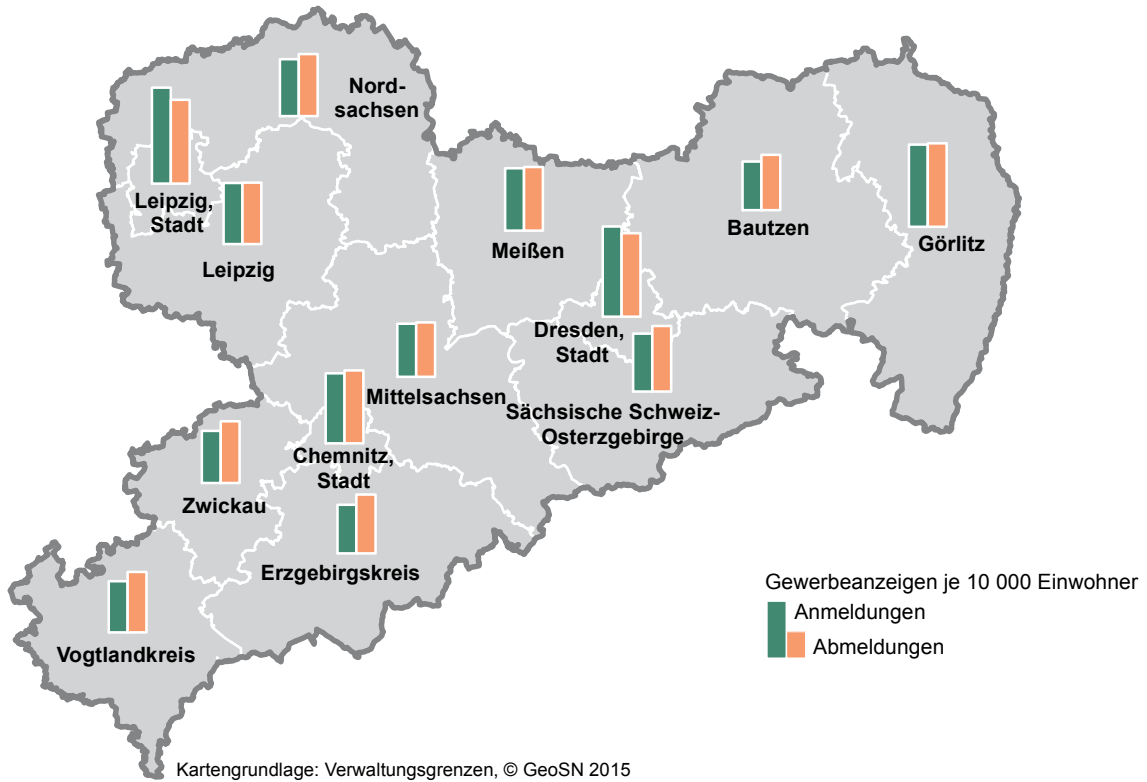 Nord-
sachsen
Leipzig,
Stadt
Leipzig
Meißen
Bautzen
Görlitz
Dresden,
Stadt
Mittelsachsen
Sächsische Schweiz-
Osterzgebirge
Chemnitz,
Stadt
Zwickau
Erzgebirgskreis
Vogtlandkreis
Gewerbeanzeigen je 10 000 Einwohner
Anmeldungen
Abmeldungen
Kartengrundlage: Verwaltungsgrenzen, © GeoSN 2015